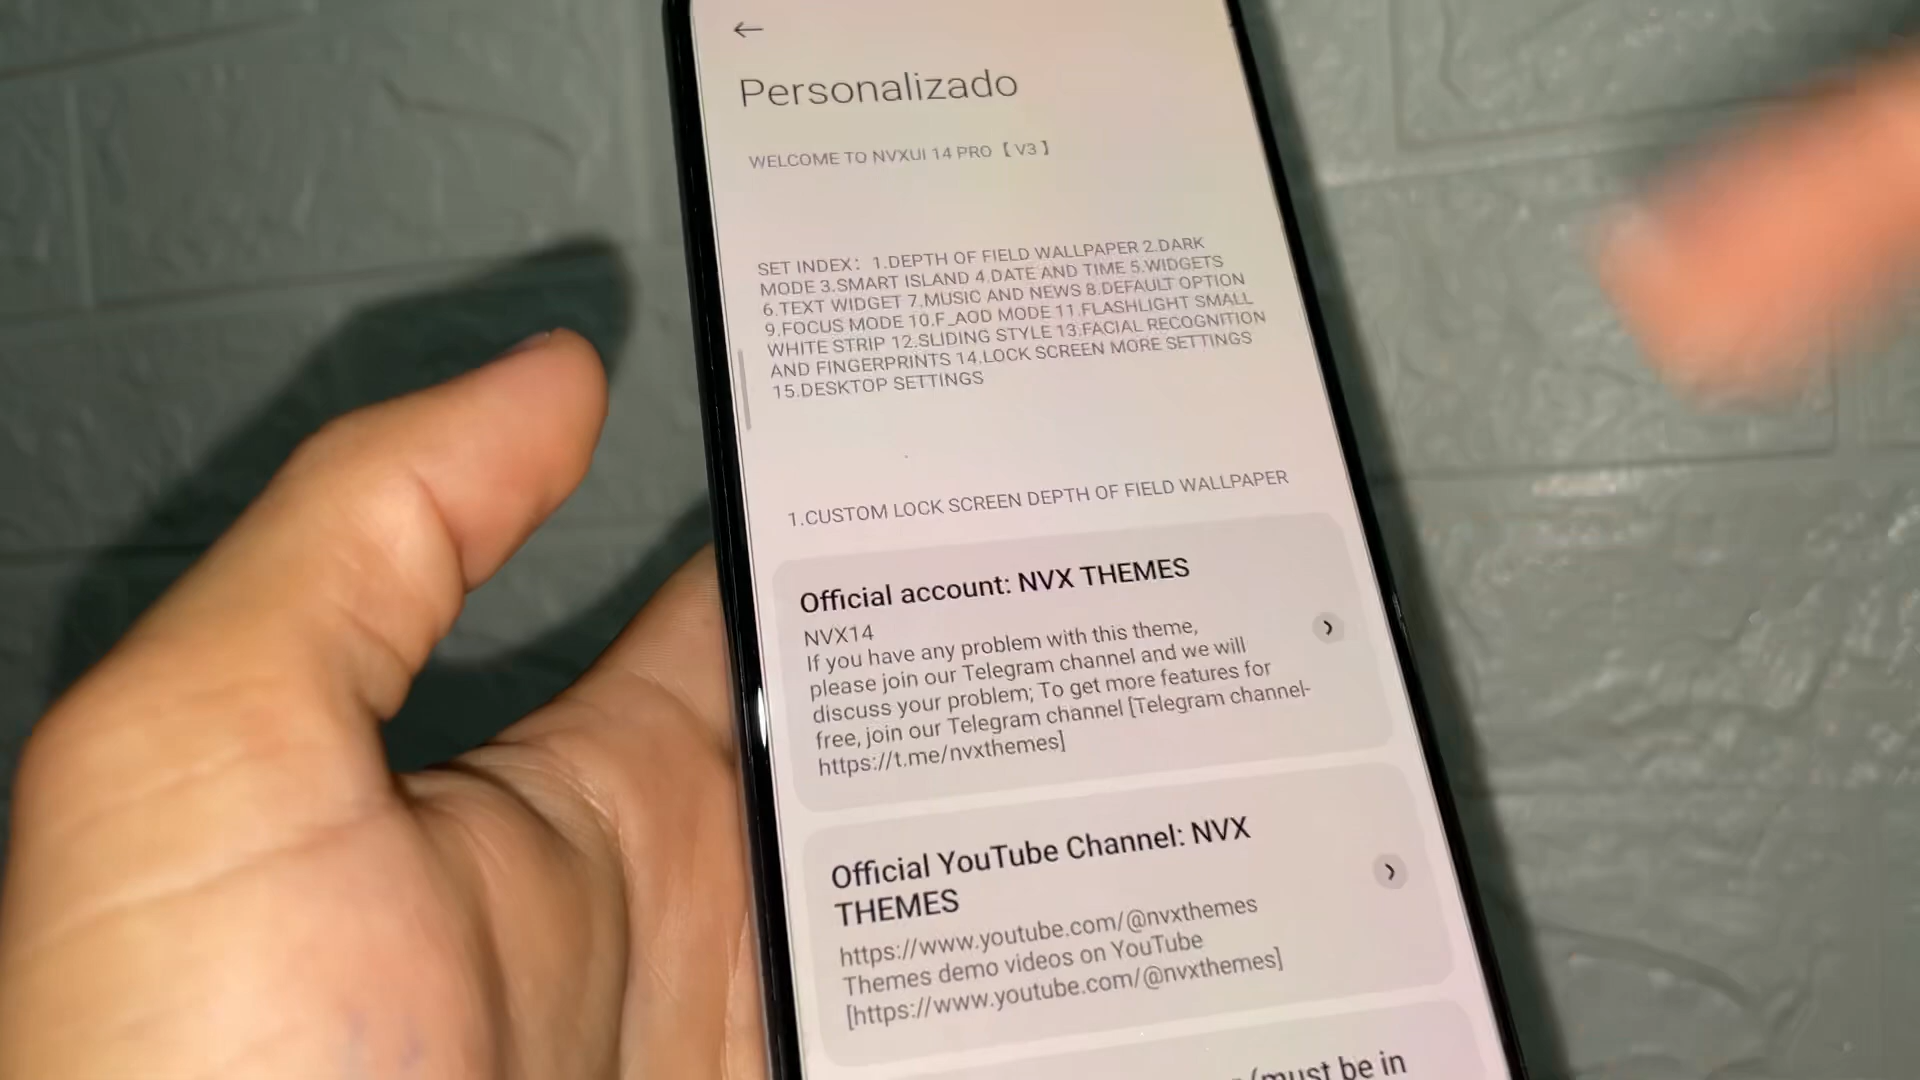 ←
Personalizado
WELCOME TO NVXUI 14 PRO【 V3 】
SET INDEX： 1.DEPTH OF FIELD WALLPAPER 2.DARK
MODE 3.SMART ISLAND 4.DATE AND TIME 5.WIDGETS
6.TEXT WIDGET 7.MUSIC AND NEWS 8.DEFAULT OPTION
9.FOCUS MODE 10.F_AOD MODE 11.FLASHLIGHT SMALL
WHITE STRIP 12.SLIDING STYLE 13.FACIAL RECOGNITION
AND FINGERPRINTS 14.LOCK SCREEN MORE SETTINGS
15.DESKTOP SETTINGS
1.CUSTOM LOCK SCREEN DEPTH OF FIELD WALLPAPER
Official account: NVX THEMES
NVX14
If you have any problem with this theme,
please join our Telegram channel and we will
discuss your problem; To get more features for
free, join our Telegram channel [Telegram channel-
https://t.me/nvxthemes]
Official YouTube Channel: NVX
THEMES
https://www.youtube.com/@nvxthemes
Themes demo videos on YouTube
[https://www.youtube.com/@nvxthemes]
(must be in